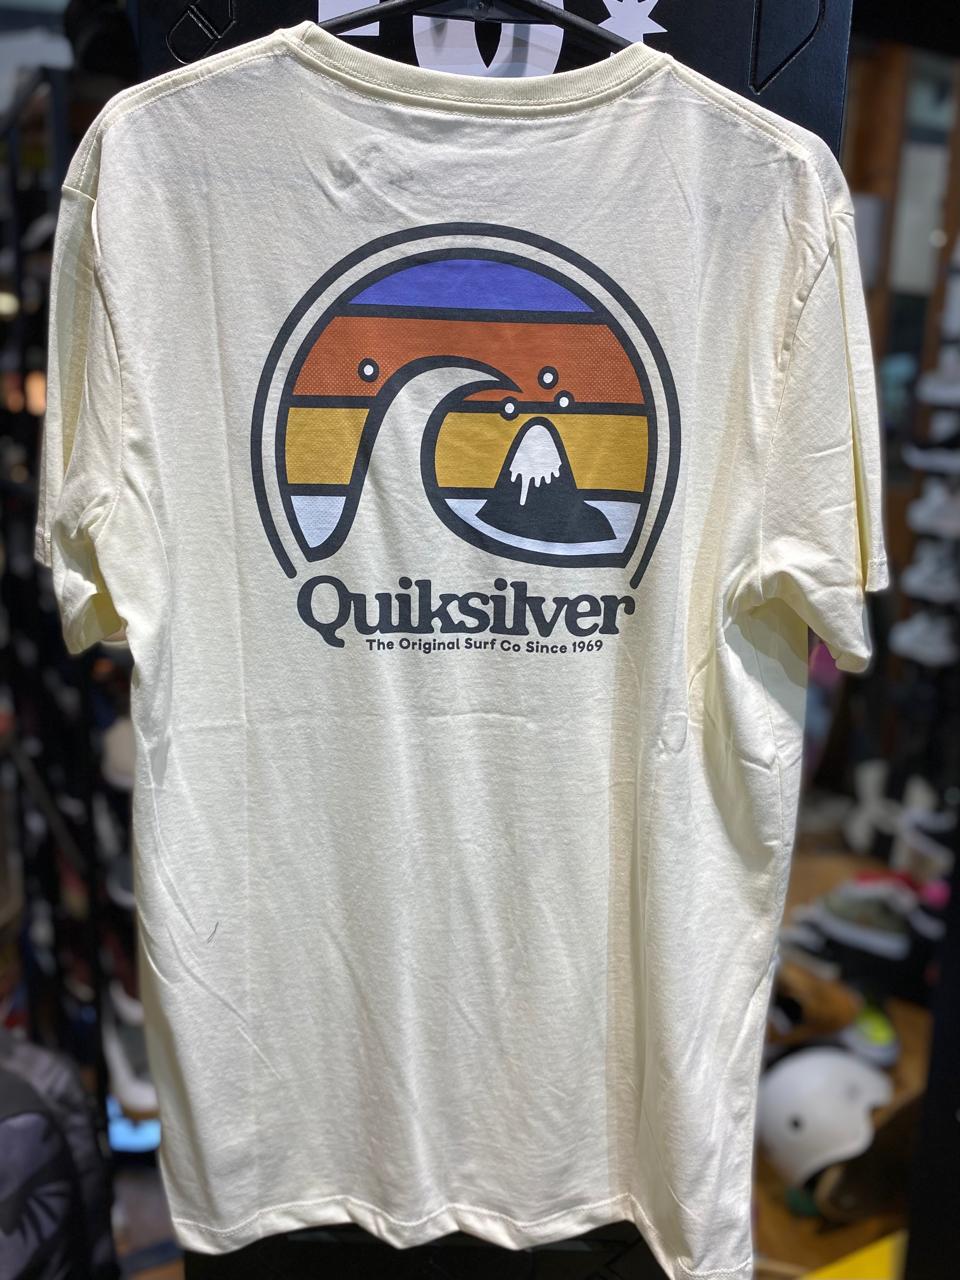 Quiksilver
The Original Surf Co Since 1969